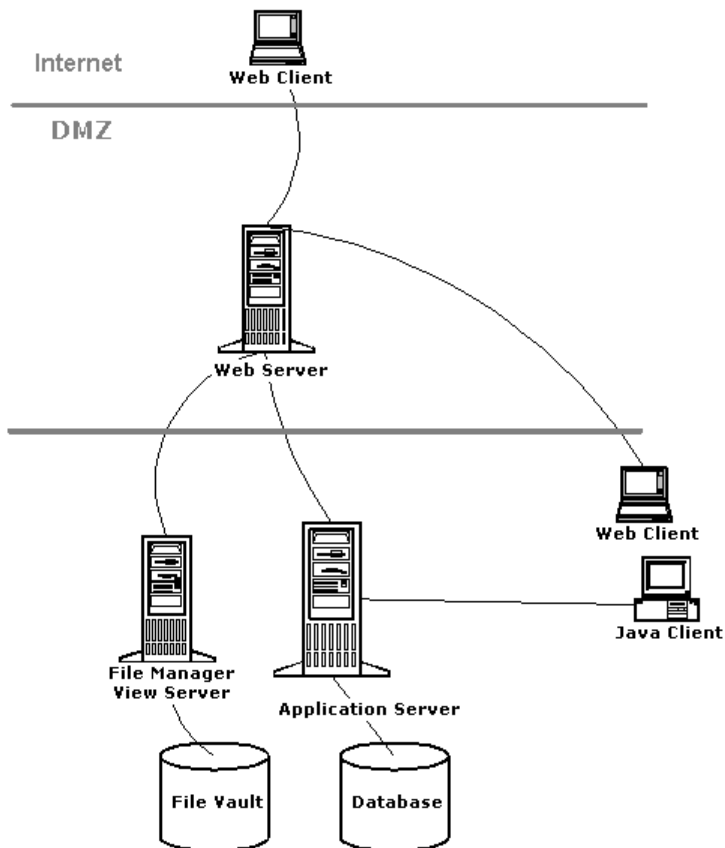 Internet
Web Client
DMZ
Web Server
Web Client
Java Client
File Manager
View Server
Application Server
File Vault
Database